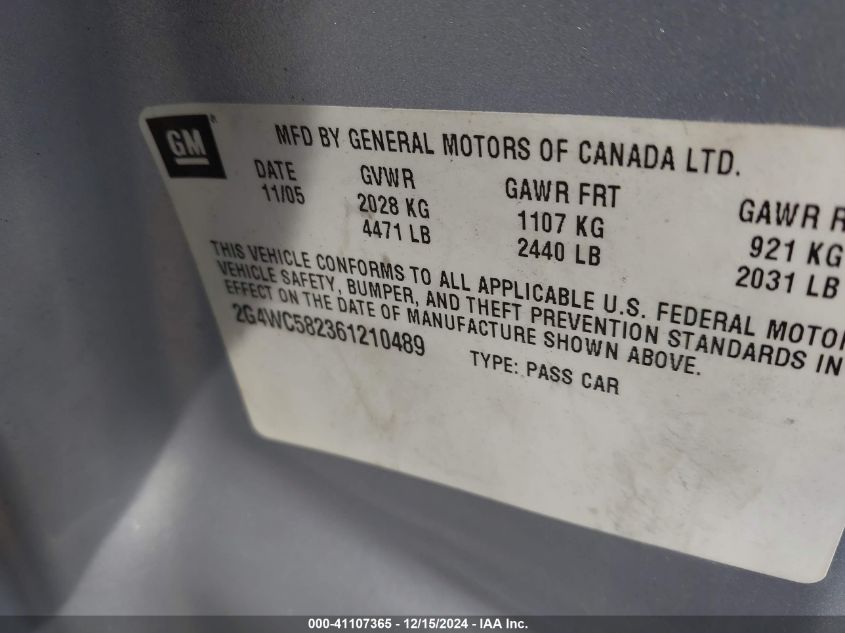 GM
MFD BY GENERAL MOTORS OF CANADA LTD.
DATE GVWR GAWR FRT GAWR R
11/05 2028 KG 1107 KG 921 KG
4471 LB 2440 LB 2031 LB
THIS VEHICLE CONFORMS TO ALL APPLICABLE U.S. FEDERAL MOTOR
VEHICLE SAFETY, BUMPER, AND THEFT PREVENTION STANDARDS IN
EFFECT ON THE DATE OF MANUFACTURE SHOWN ABOVE.
2G4WC582361210489 TYPE: PASS CAR
000-41107365 - 12/15/2024 - IAA Inc.